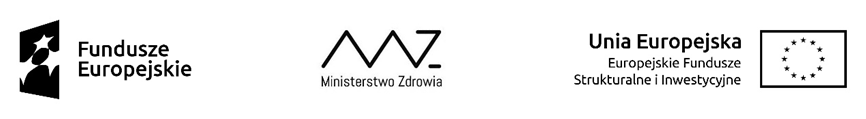 Fundusze
Europejskie
Ministerstwo Zdrowia
Unia Europejska
Europejskie Fundusze
Strukturalne i Inwestycyjne